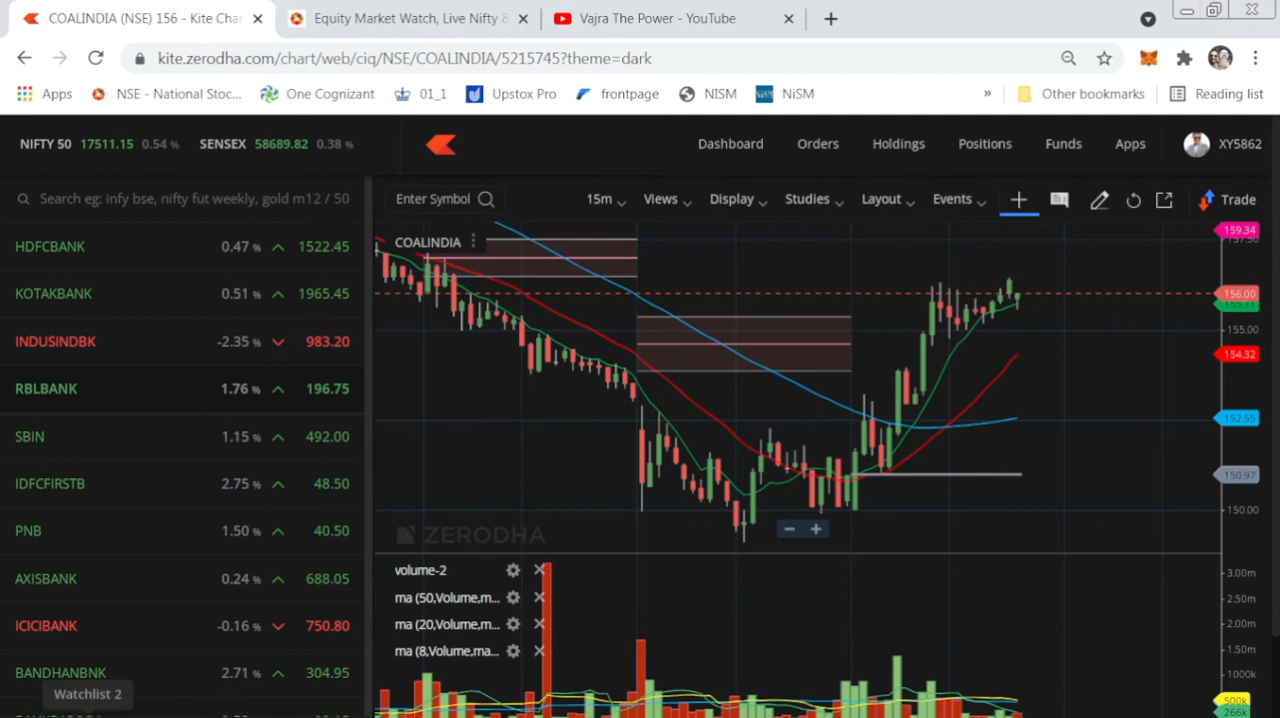 COALINDIA (NSE) 156 - Kite Char
Equity Market Watch, Live Nifty &
Vajra The Power - YouTube
kite.zerodha.com/chart/web/ciq/NSE/COALINDIA/5215745?theme=dark
Apps
NSE - National Stoc...
One Cognizant
01_1
Upstox Pro
frontpage
NISM
NiSM
»
Other bookmarks
Reading list
NIFTY 50 17511.15 0.54 %
SENSEX 58689.82 0.38 %
Dashboard
Orders
Holdings
Positions
Funds
Apps
XY5862
Search eg: infy bse, nifty fut weekly, gold m
12 / 50
Enter Symbol
15m
Views
Display
Studies
Layout
Events
Trade
HDFCBANK 0.47 % 1522.45
KOTAKBANK 0.51 % 1965.45
INDUSINDBK -2.35 % 983.20
RBLBANK 1.76 % 196.75
SBIN 1.15 % 492.00
IDFCFIRSTB 2.75 % 48.50
PNB 1.50 % 40.50
AXISBANK 0.24 % 688.05
ICICIBANK -0.16 % 750.80
BANDHANBNK 2.71 % 304.95
Watchlist 2
COALINDIA
159.34
157.50
156.00
155.71
155.00
154.32
152.55
150.97
150.00
ZERODHA
volume-2
ma (50,Volume,m...
ma (20,Volume,m...
ma (8,Volume,ma...
3.00m
2.50m
2.00m
1.50m
1000k
500k
266k